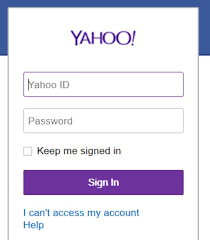 YAHOO!
Yahoo ID
Password
Keep me signed in
Sign In
I can't access my account
Help